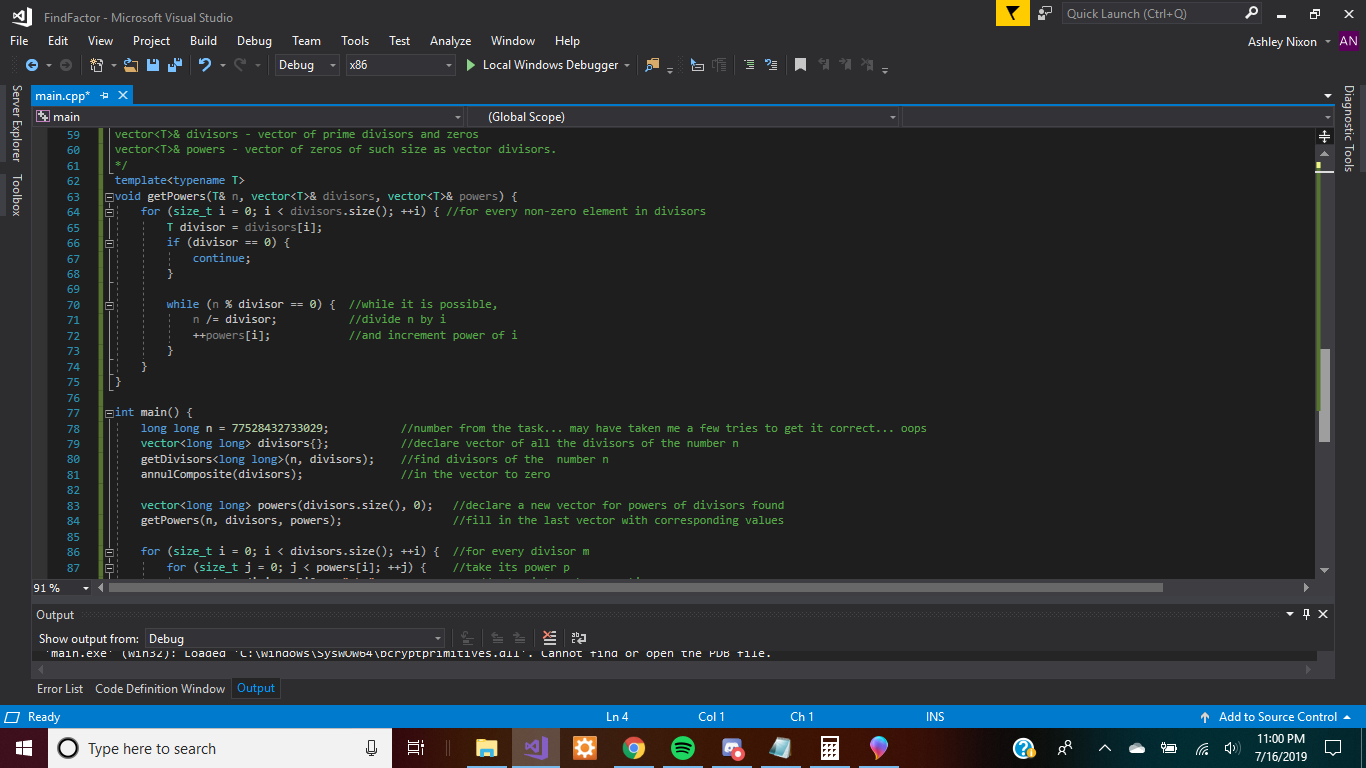 FindFactor - Microsoft Visual Studio
Quick Launch (Ctrl+Q)
File Edit View Project Build Debug Team Tools Test Analyze Window Help
Ashley Nixon AN
Debug x86 Local Windows Debugger
Server Explorer
Toolbox
Diagnostic Tools
main.cpp*
main (Global Scope)
59 vector<T>& divisors - vector of prime divisors and zeros
60 vector<T>& powers - vector of zeros of such size as vector divisors.
61 */
62 template<typename T>
63 void getPowers(T& n, vector<T>& divisors, vector<T>& powers) {
64 for (size_t i = 0; i < divisors.size(); ++i) { //for every non-zero element in divisors
65 T divisor = divisors[i];
66 if (divisor == 0) {
67 continue;
68 }
69
70 while (n % divisor == 0) { //while it is possible,
71 n /= divisor; //divide n by i
72 ++powers[i]; //and increment power of i
73 }
74 }
75 }
76
77 int main() {
78 long long n = 77528432733029; //number from the task... may have taken me a few tries to get it correct... oops
79 vector<long long> divisors{}; //declare vector of all the divisors of the number n
80 getDivisors<long long>(n, divisors); //find divisors of the  number n
81 annulComposite(divisors); //in the vector to zero
82
83 vector<long long> powers(divisors.size(), 0); //declare a new vector for powers of divisors found
84 getPowers(n, divisors, powers); //fill in the last vector with corresponding values
85
86 for (size_t i = 0; i < divisors.size(); ++i) { //for every divisor m
87 for (size_t j = 0; j < powers[i]; ++j) { //take its power p
91 %
Output
Show output from: Debug
'main.exe' (Win32): Loaded 'C:\Windows\SysWOW64\bcryptprimitives.dll'. Cannot find or open the PDB file.
Error List Code Definition Window Output
Ready Ln 4 Col 1 Ch 1 INS Add to Source Control
Type here to search
11:00 PM
7/16/2019